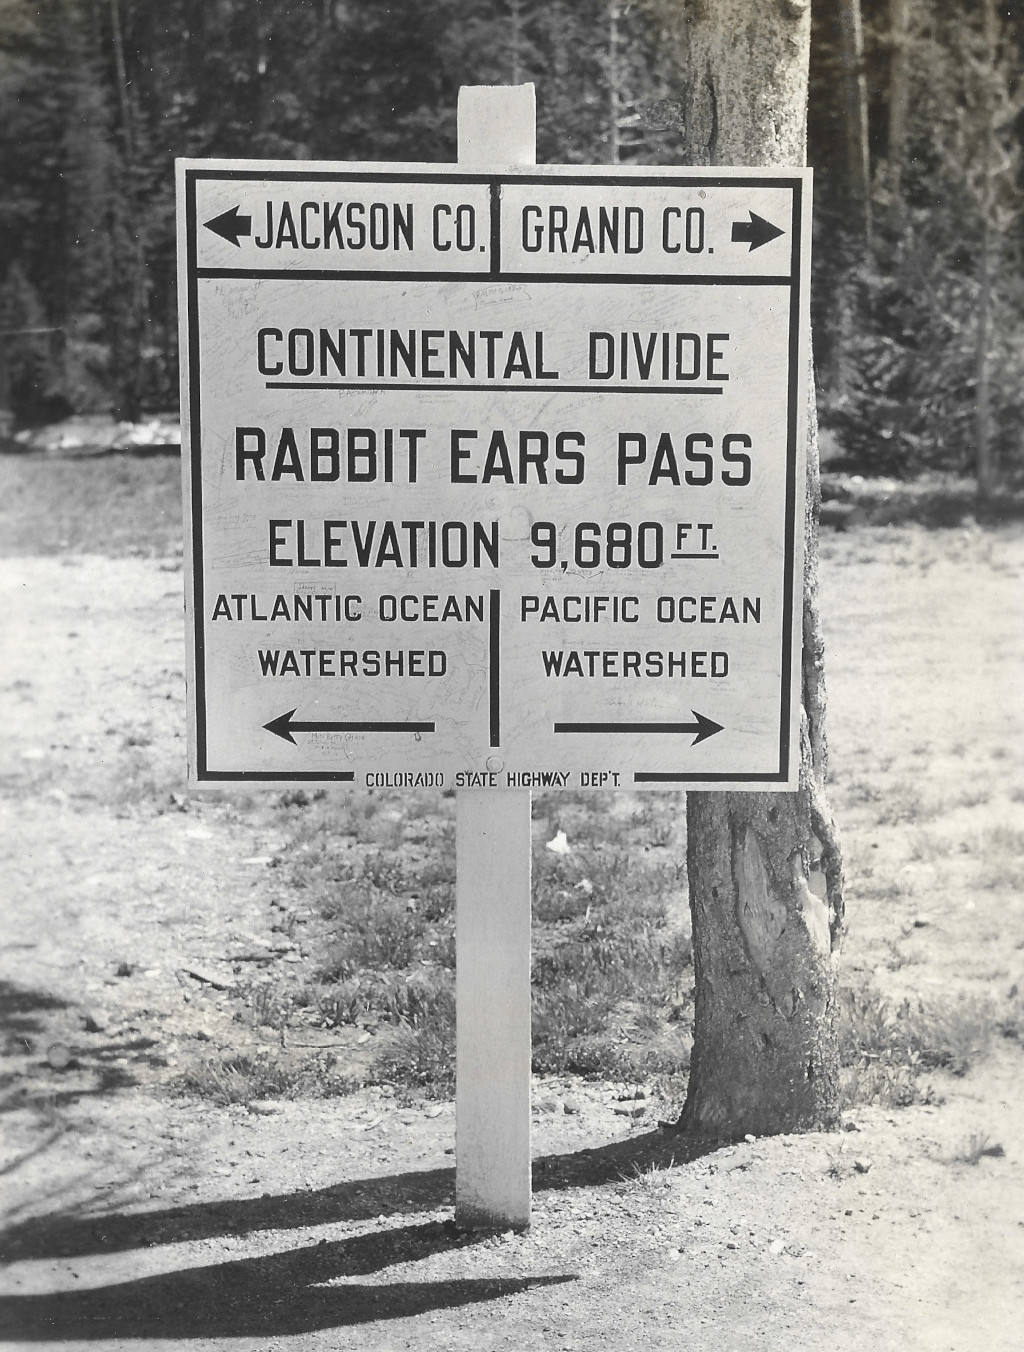 JACKSON CO. GRAND CO.
CONTINENTAL DIVIDE
RABBIT EARS PASS
ELEVATION 9,680 FT.
ATLANTIC OCEAN PACIFIC OCEAN
WATERSHED WATERSHED
COLORADO STATE HIGHWAY DEP'T.